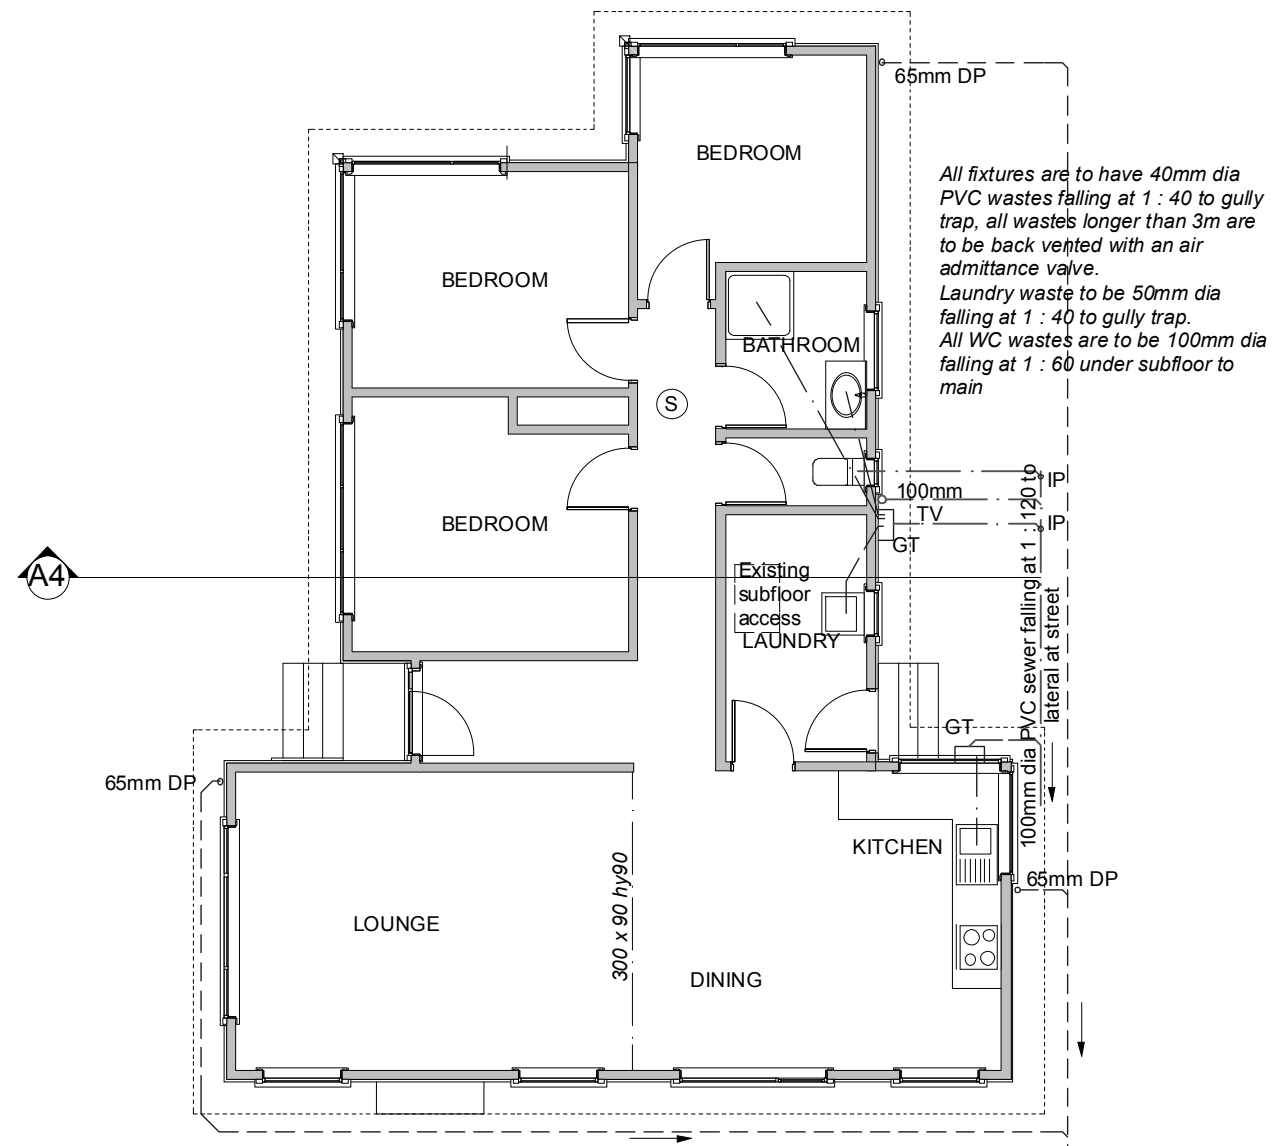 65mm DP
BEDROOM
All fixtures are to have 40mm dia
PVC wastes falling at 1 : 40 to gully
trap, all wastes longer than 3m are
to be back vented with an air
admittance valve.
Laundry waste to be 50mm dia
falling at 1 : 40 to gully trap.
All WC wastes are to be 100mm dia
falling at 1 : 60 under subfloor to
main
BEDROOM
BATHROOM
S
IP
100mm
TV
IP
GT
BEDROOM
A4
Existing
subfloor
access
LAUNDRY
100mm dia PVC sewer falling at 1 : 120 to
lateral at street
GT
65mm DP
KITCHEN
65mm DP
LOUNGE
300 x 90 hy90
DINING